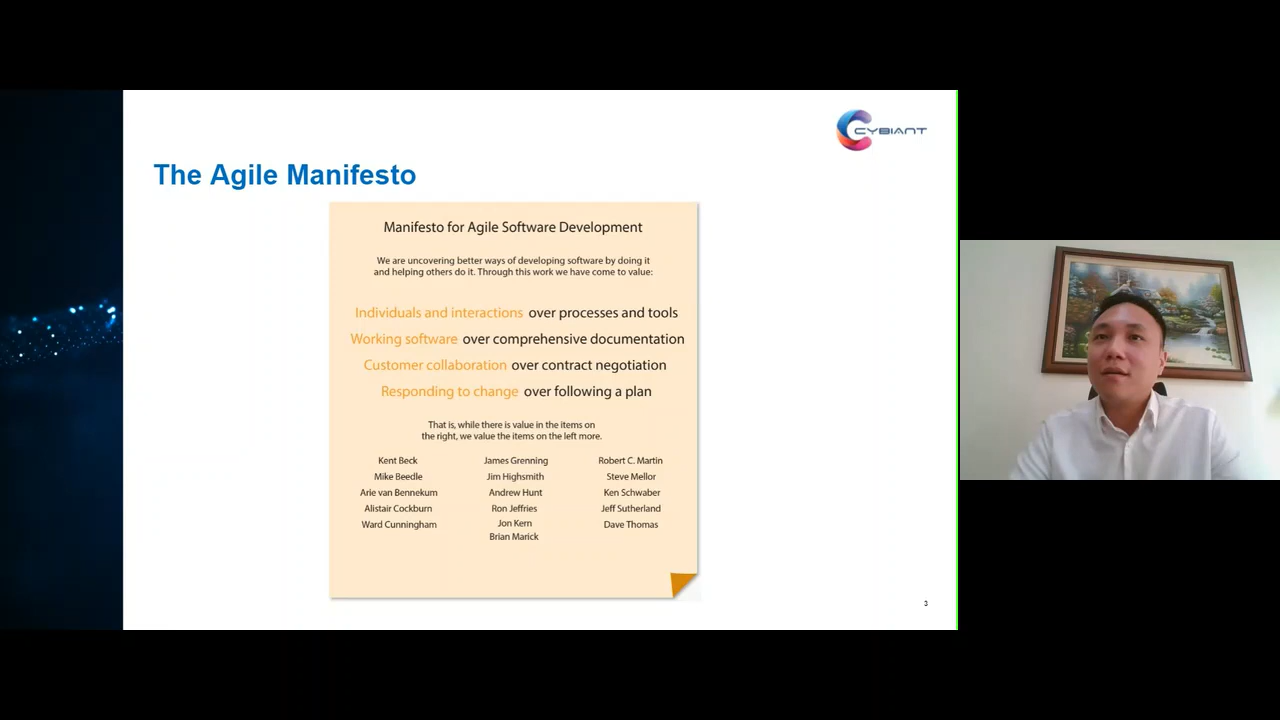 CYBIANT
The Agile Manifesto
Manifesto for Agile Software Development
We are uncovering better ways of developing software by doing it
and helping others do it. Through this work we have come to value:
Individuals and interactions over processes and tools
Working software over comprehensive documentation
Customer collaboration over contract negotiation
Responding to change over following a plan
That is, while there is value in the items on
the right, we value the items on the left more.
Kent Beck James Grenning Robert C. Martin
Mike Beedle Jim Highsmith Steve Mellor
Arie van Bennekum Andrew Hunt Ken Schwaber
Alistair Cockburn Ron Jeffries Jeff Sutherland
Ward Cunningham Jon Kern Dave Thomas
Brian Marick
3